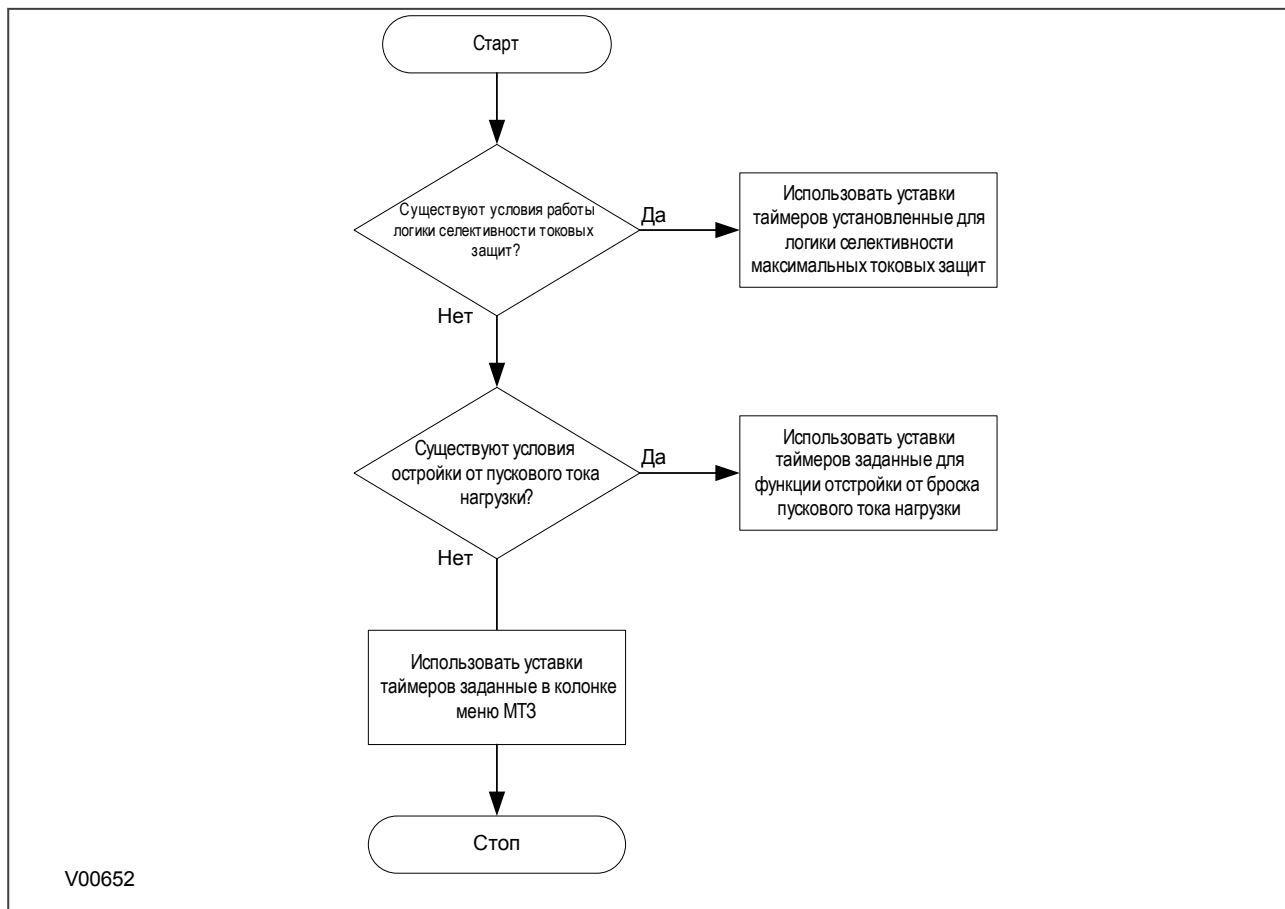 Старт
Существуют условия работы
логики селективности токовых
защит?
Да
Использовать уставки
таймеров установленные для
логики селективности
максимальных токовых защит
Нет
Существуют условия
остройки от пускового тока
нагрузки?
Да
Использовать уставки
таймеров заданные для
функции отстройки от броска
пускового тока нагрузки
Нет
Использовать уставки
таймеров заданные в колонке
меню МТЗ
Стоп
V00652